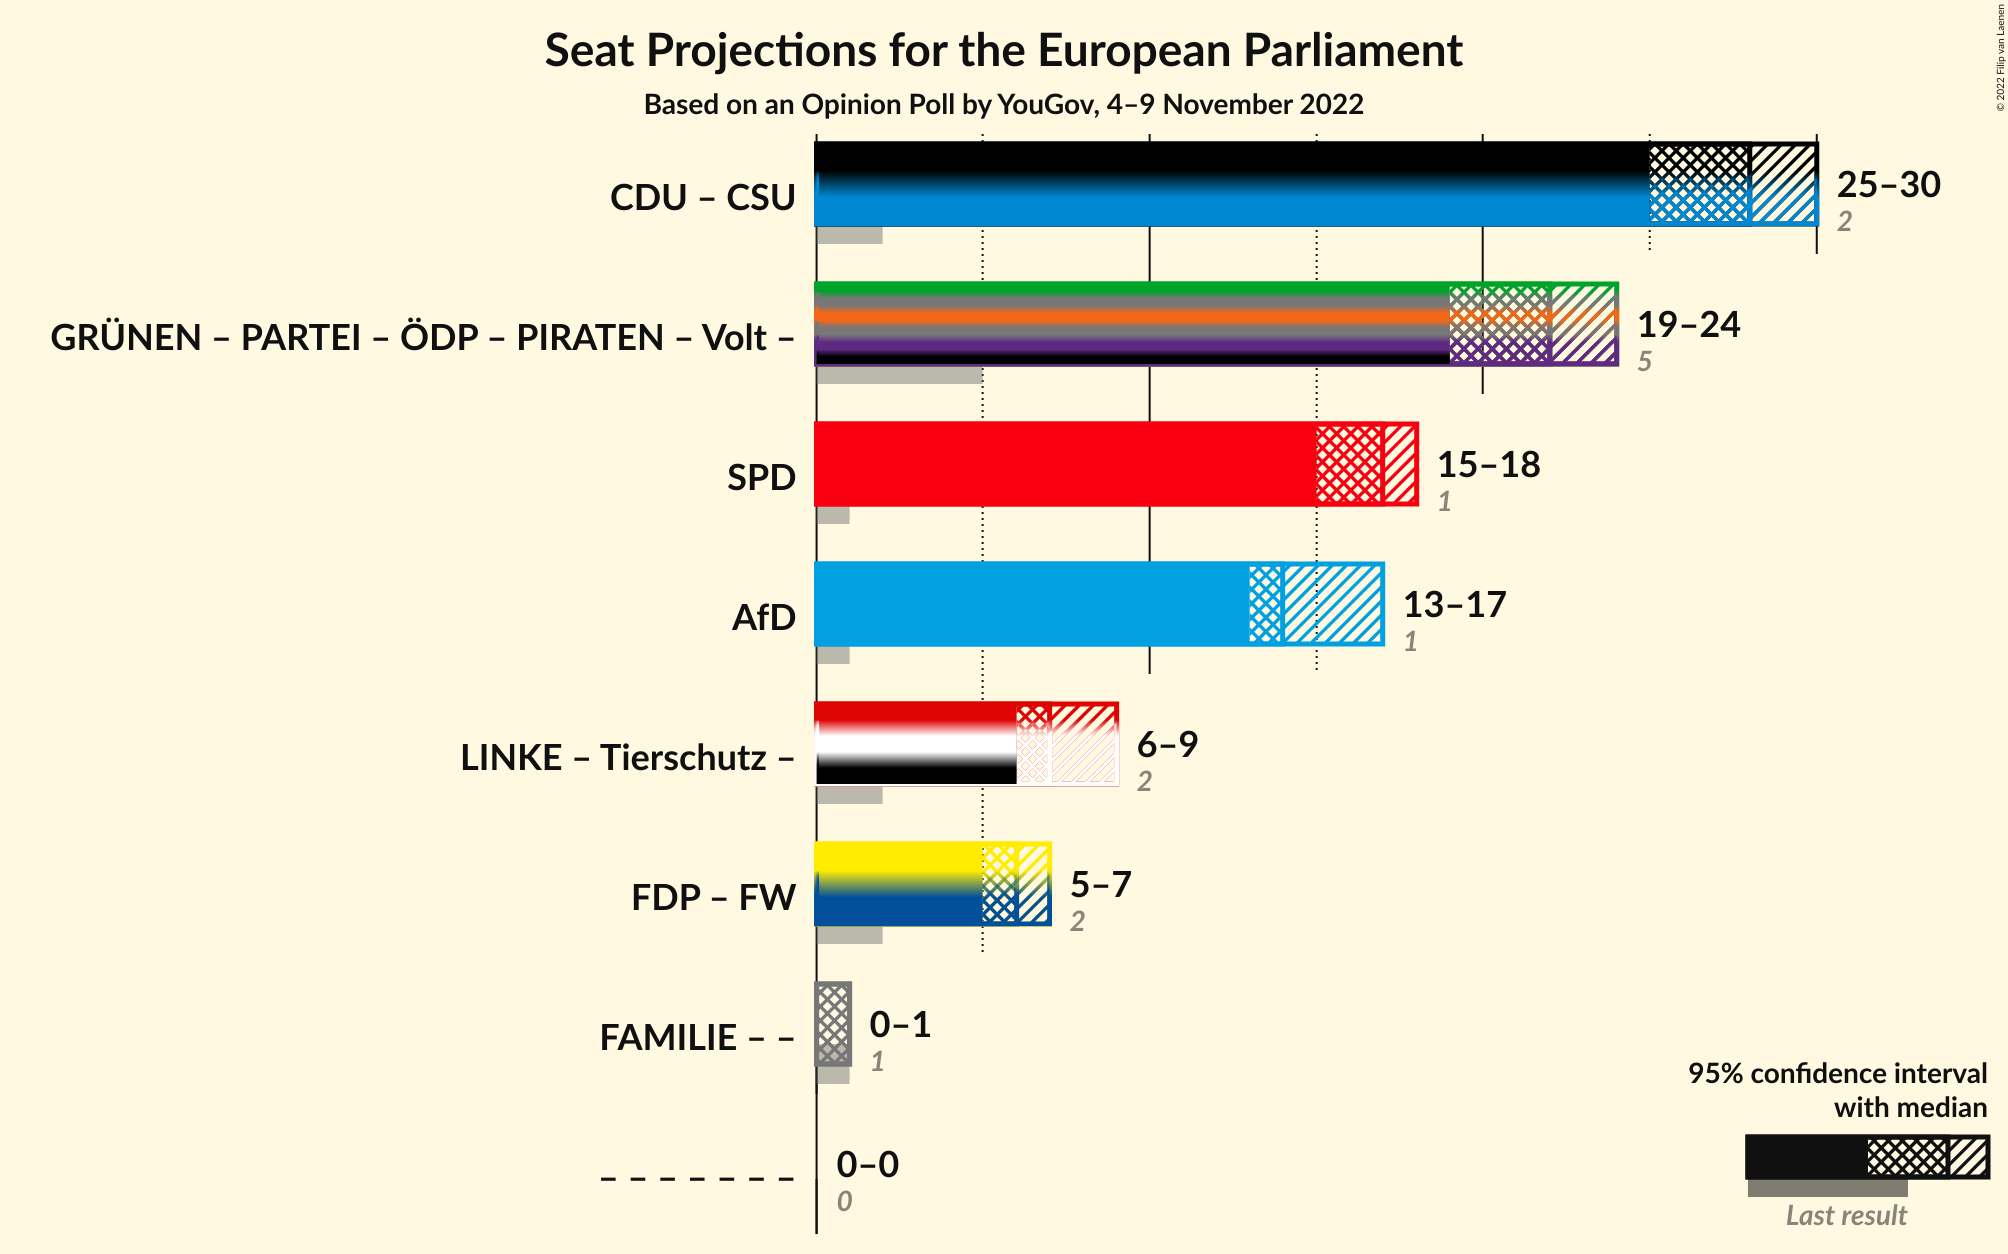 Seat Projections for the European Parliament
Based on an Opinion Poll by YouGov, 4–9 November 2022
© 2022 Filip van Laenen
CDU – CSU
25–30
2
GRÜNEN – PARTEI – ÖDP – PIRATEN – Volt –
19–24
5
SPD
15–18
1
AfD
13–17
1
LINKE – Tierschutz –
6–9
2
FDP – FW
5–7
2
FAMILIE – –
0–1
1
– – – – – – –
0–0
0
95% confidence interval
with median
Last result